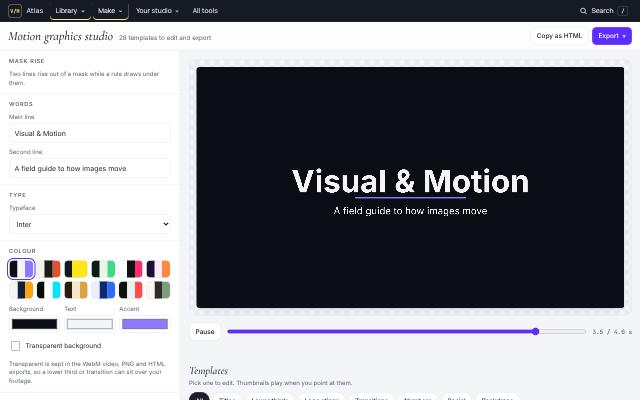 V/M Atlas Library Make Your studio All tools Search /
Motion graphics studio 28 templates to edit and export Copy as HTML Export
MASK RISE
Two lines rise out of a mask while a rule draws under
them.
WORDS
Main line
Visual & Motion
Second line
A field guide to how images move
TYPE
Typeface
Inter
COLOUR
Background Text Accent
Transparent background
Transparent is kept in the WebM video, PNG and HTML
exports, so a lower third or transition can sit over your
footage.
Visual & Motion
A field guide to how images move
Pause 3.5 / 4.0 s
Templates
Pick one to edit. Thumbnails play when you point at them.